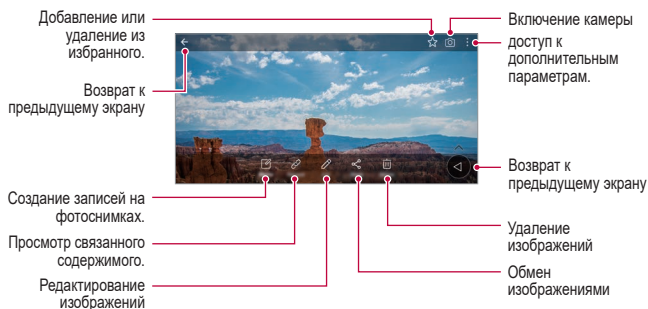 Добавление или
удаление из
избранного.
Возврат к
предыдущему экрану
Включение камеры
доступ к
дополнительным
параметрам.
Возврат к
предыдущему экрану
Создание записей на
фотоснимках.
Просмотр связанного
содержимого.
Редактирование
изображений
Удаление
изображений
Обмен
изображениями